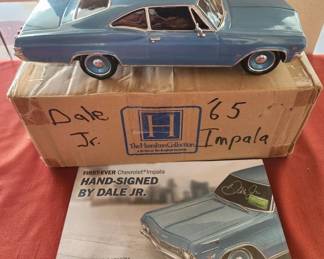 Dale '65
Jr. Impala
H
The Hamilton Collection
FIRST-EVER Chevrolet Impala
HAND-SIGNED
BY DALE JR.